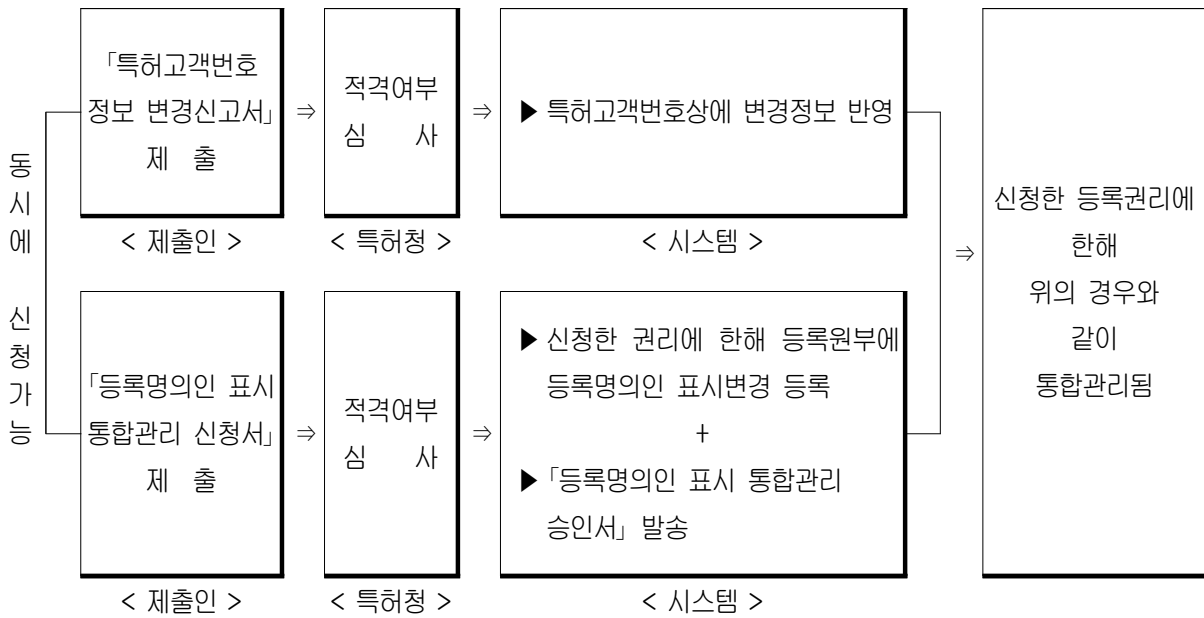 동
시
에
신
청
가
능
「특허고객번호
정보 변경신고서」
제 출
< 제출인 >
⇒
적격여부
심 사
< 특허청 >
⇒
▶ 특허고객번호상에 변경정보 반영
< 시스템 >
「등록명의인 표시
통합관리 신청서」
제 출
< 제출인 >
⇒
적격여부
심 사
< 특허청 >
⇒
▶ 신청한 권리에 한해 등록원부에
등록명의인 표시변경 등록
+
▶「등록명의인 표시 통합관리
승인서」 발송
< 시스템 >
⇒
신청한 등록권리에
한해
위의 경우와
같이
통합관리됨